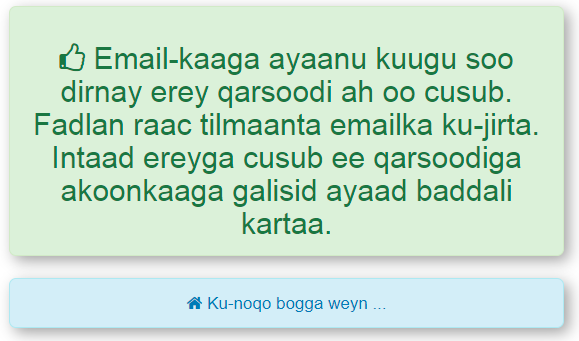 Email-kaaga ayaanu kuugu soo
dirnay erey qarsoodi ah oo cusub.
Fadlan raac tilmaanta emailka ku-jirta.
Intaad ereyga cusub ee qarsoodiga
akoonkaaga galisid ayaad baddali
kartaa.
Ku-noqo bogga weyn ...